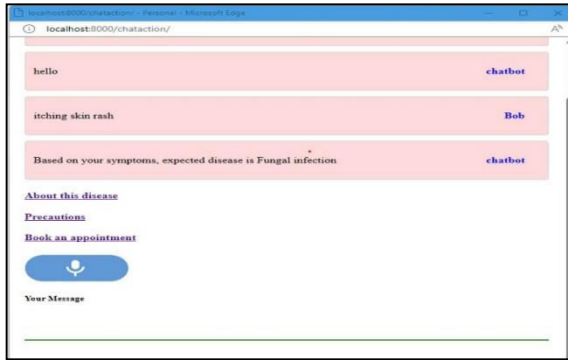 localhost:8000/chataction/ - Personal - Microsoft Edge
localhost:8000/chataction/
hello chatbot
itching skin rash Bob
Based on your symptoms, expected disease is Fungal infection chatbot
About this disease
Precautions
Book an appointment
Your Message